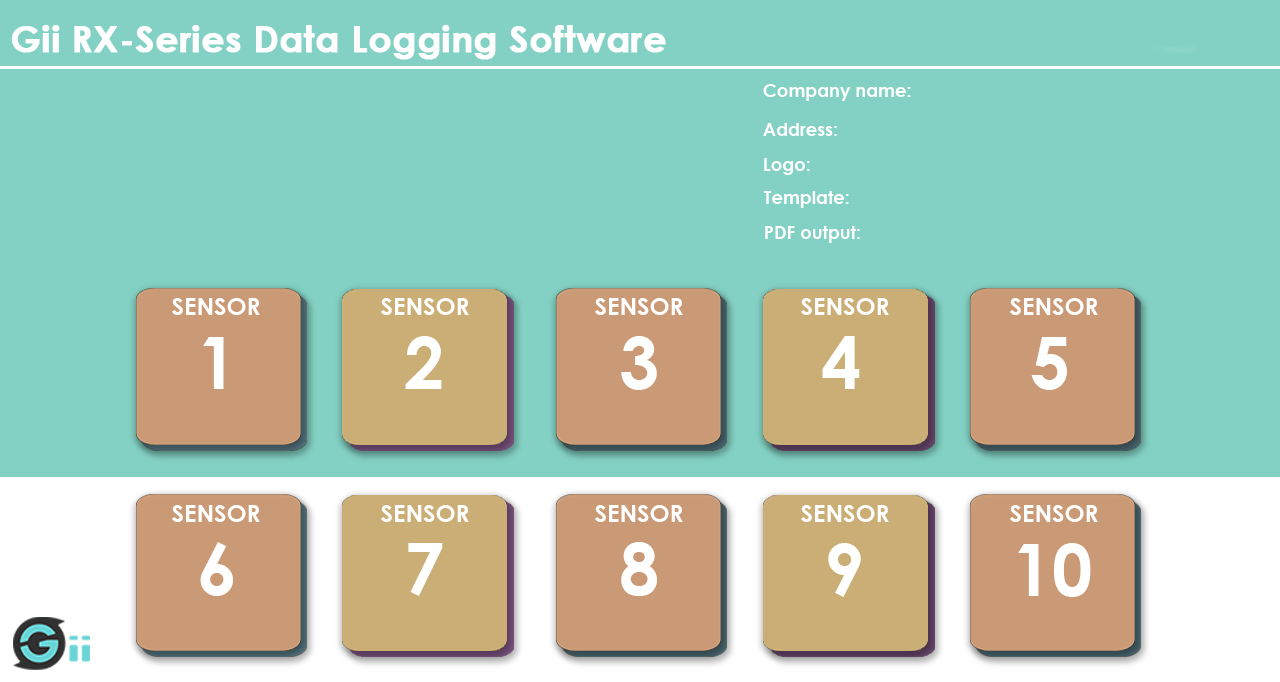 Gii RX-Series Data Logging Software
Company name:
Address:
Logo:
Template:
PDF output:
SENSOR
1
SENSOR
2
SENSOR
3
SENSOR
4
SENSOR
5
SENSOR
6
SENSOR
7
SENSOR
8
SENSOR
9
SENSOR
10
Gii